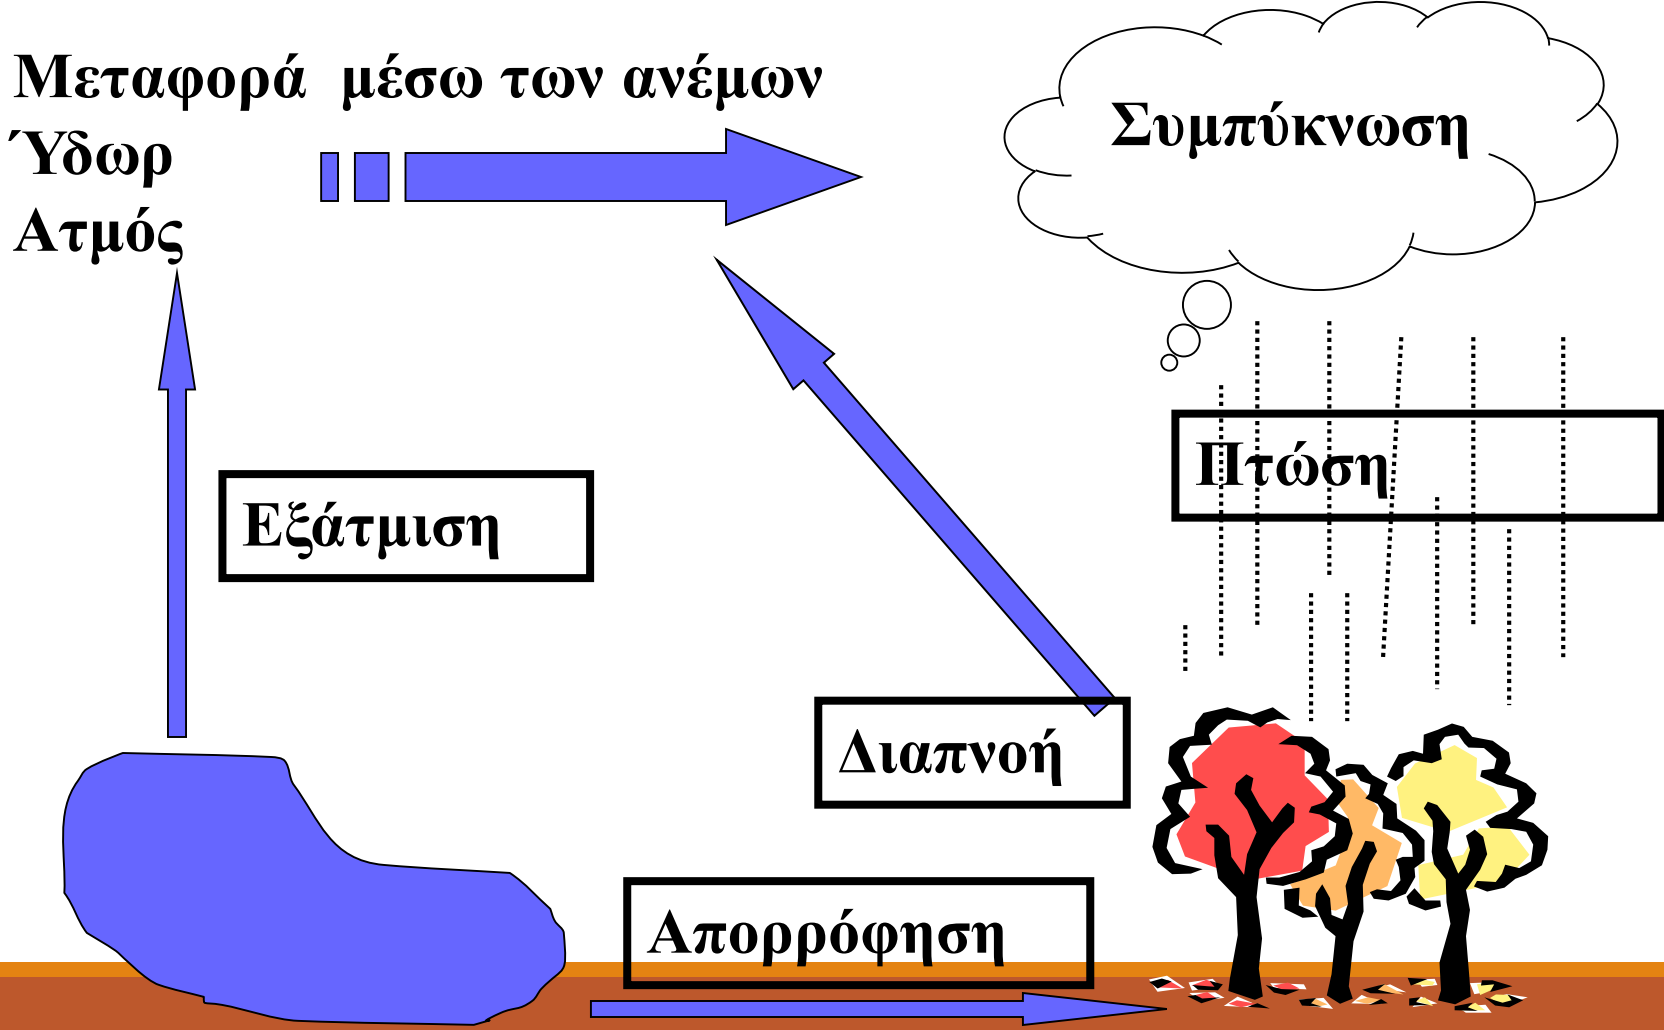 Μεταφορά μέσω των ανέμων
Ύδωρ
Ατμός
Συμπύκνωση
Πτώση
Εξάτμιση
Διαπνοή
Απορρόφηση